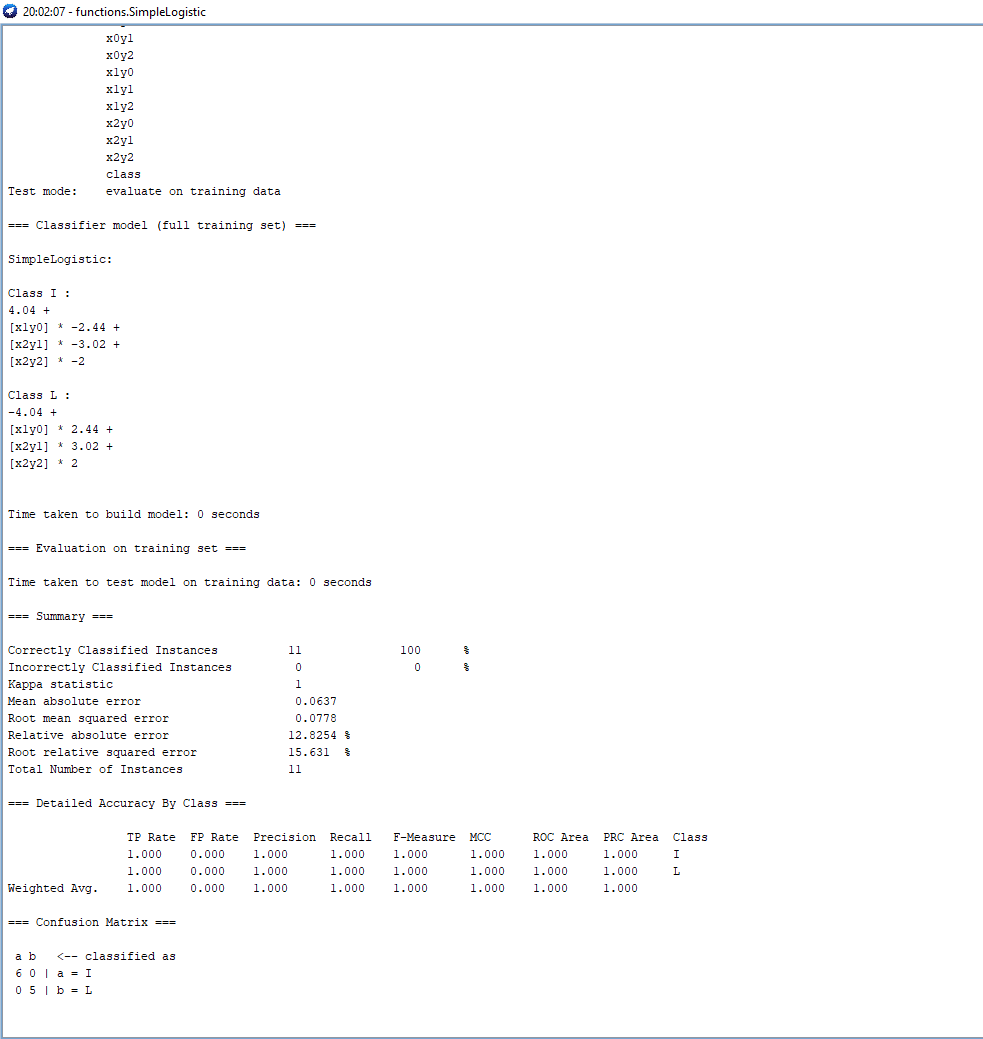 20:02:07 - functions.SimpleLogistic
x0y1
x0y2
x1y0
x1y1
x1y2
x2y0
x2y1
x2y2
class
Test mode:    evaluate on training data
=== Classifier model (full training set) ===
SimpleLogistic:
Class I :
4.04 +
[x1y0] * -2.44 +
[x2y1] * -3.02 +
[x2y2] * -2
Class L :
-4.04 +
[x1y0] * 2.44 +
[x2y1] * 3.02 +
[x2y2] * 2
Time taken to build model: 0 seconds
=== Evaluation on training set ===
Time taken to test model on training data: 0 seconds
=== Summary ===
Correctly Classified Instances          11              100      %
Incorrectly Classified Instances         0                0      %
Kappa statistic                          1
Mean absolute error                      0.0637
Root mean squared error                  0.0778
Relative absolute error                 12.8254 %
Root relative squared error             15.631  %
Total Number of Instances               11
=== Detailed Accuracy By Class ===
TP Rate  FP Rate  Precision  Recall   F-Measure  MCC      ROC Area  PRC Area  Class
1.000    0.000    1.000      1.000    1.000      1.000    1.000     1.000     I
1.000    0.000    1.000      1.000    1.000      1.000    1.000     1.000     L
Weighted Avg.    1.000    0.000    1.000      1.000    1.000      1.000    1.000     1.000
=== Confusion Matrix ===
a b   <-- classified as
6 0 | a = I
0 5 | b = L